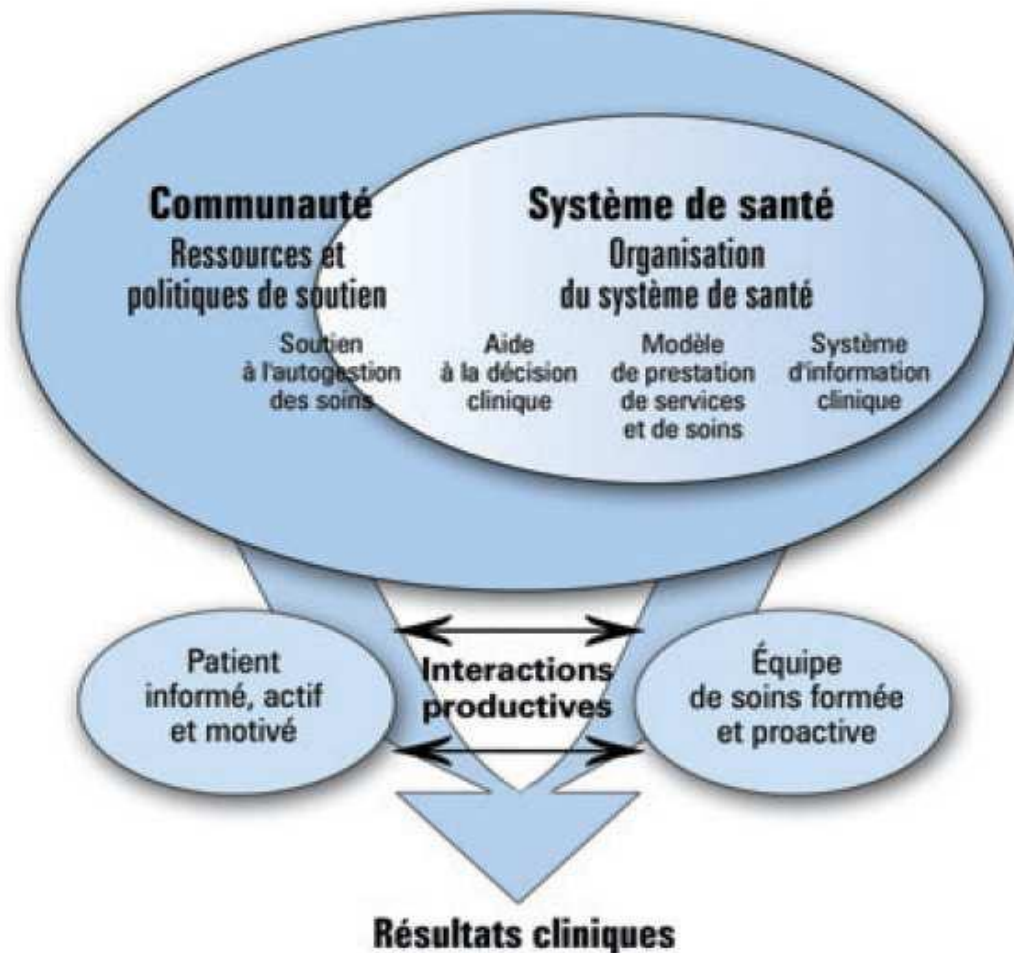 Communauté
Ressources et
politiques de soutien
Système de santé
Organisation
du système de santé
Soutien
à l'autogestion
des soins
Aide
à la décision
clinique
Modèle
de prestation
de services
et de soins
Système
d'information
clinique
Patient
informé, actif
et motivé
Interactions
productives
Équipe
de soins formée
et proactive
Résultats cliniques